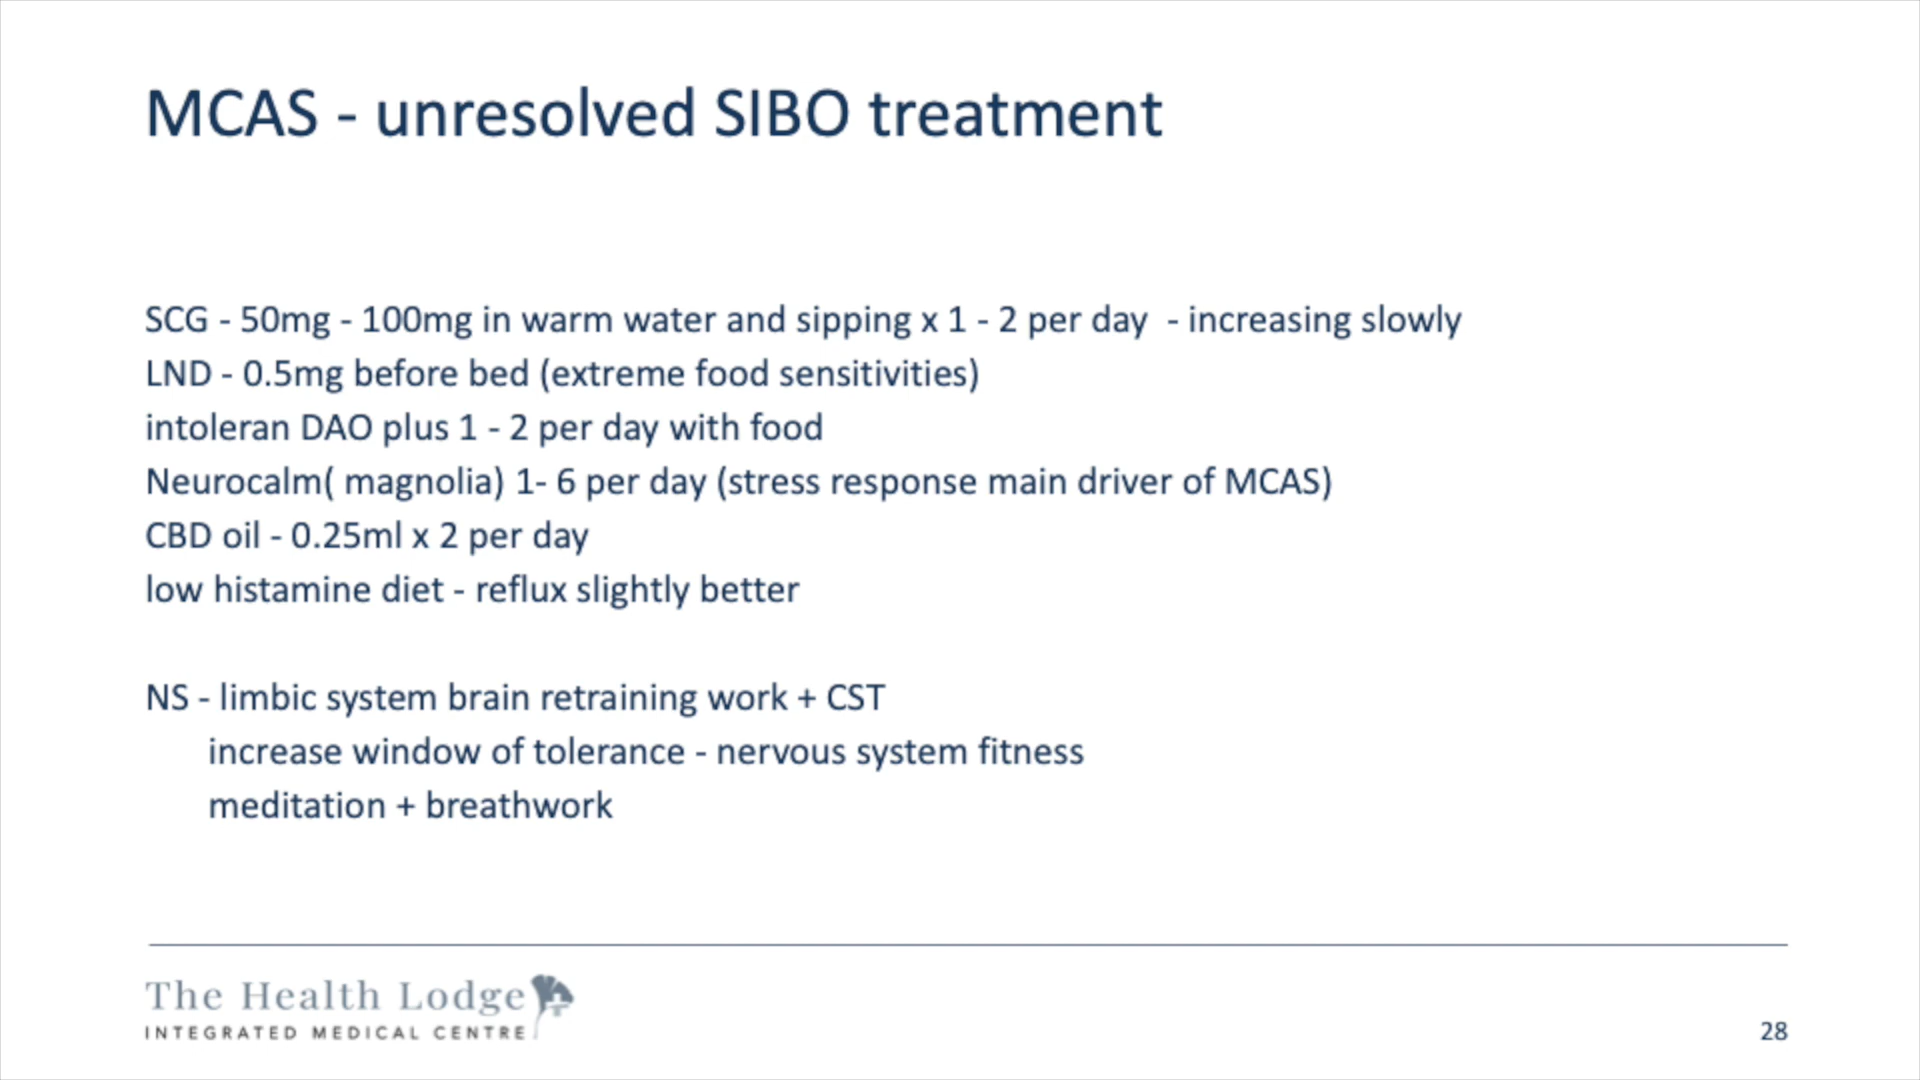 MCAS - unresolved SIBO treatment
SCG - 50mg - 100mg in warm water and sipping x 1 - 2 per day  - increasing slowly
LND - 0.5mg before bed (extreme food sensitivities)
intoleran DAO plus 1 - 2 per day with food
Neurocalm( magnolia) 1- 6 per day (stress response main driver of MCAS)
CBD oil - 0.25ml x 2 per day
low histamine diet - reflux slightly better
NS - limbic system brain retraining work + CST
increase window of tolerance - nervous system fitness
meditation + breathwork
The Health Lodge
INTEGRATED MEDICAL CENTRE
28